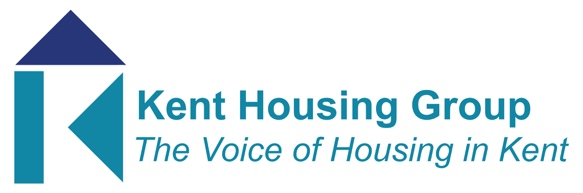 Kent Housing Group
The Voice of Housing in Kent